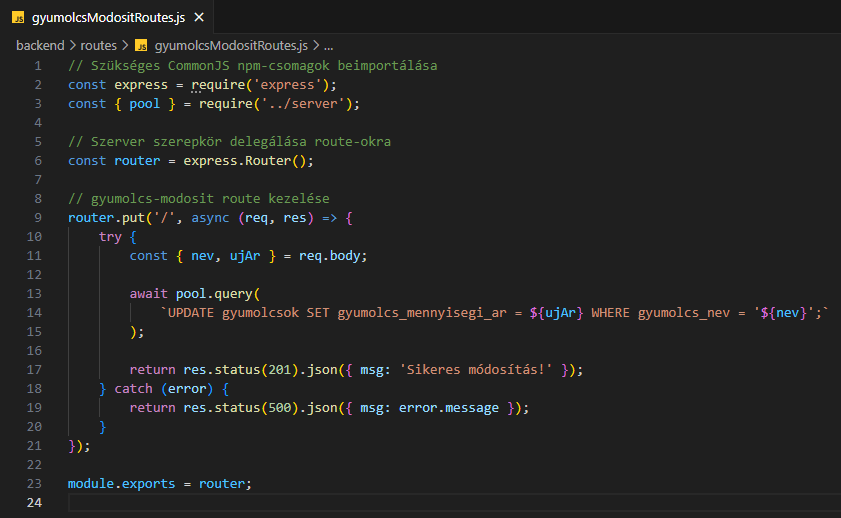 JS gyumolcsModositRoutes.js ×
backend > routes > JS gyumolcsModositRoutes.js > ...
1 // Szükséges CommonJS npm-csomagok beimportálása
2 const express = require('express');
3 const { pool } = require('../server');
4
5 // Szerver szerepkör delegálása route-okra
6 const router = express.Router();
7
8 // gyumolcs-modosit route kezelése
9 router.put('/', async (req, res) => {
10     try {
11         const { nev, ujAr } = req.body;
12
13         await pool.query(
14             `UPDATE gyumolcsok SET gyumolcs_mennyisegi_ar = ${ujAr} WHERE gyumolcs_nev = '${nev}';`
15         );
16
17         return res.status(201).json({ msg: 'Sikeres módosítás!' });
18     } catch (error) {
19         return res.status(500).json({ msg: error.message });
20     }
21 });
22
23 module.exports = router;
24